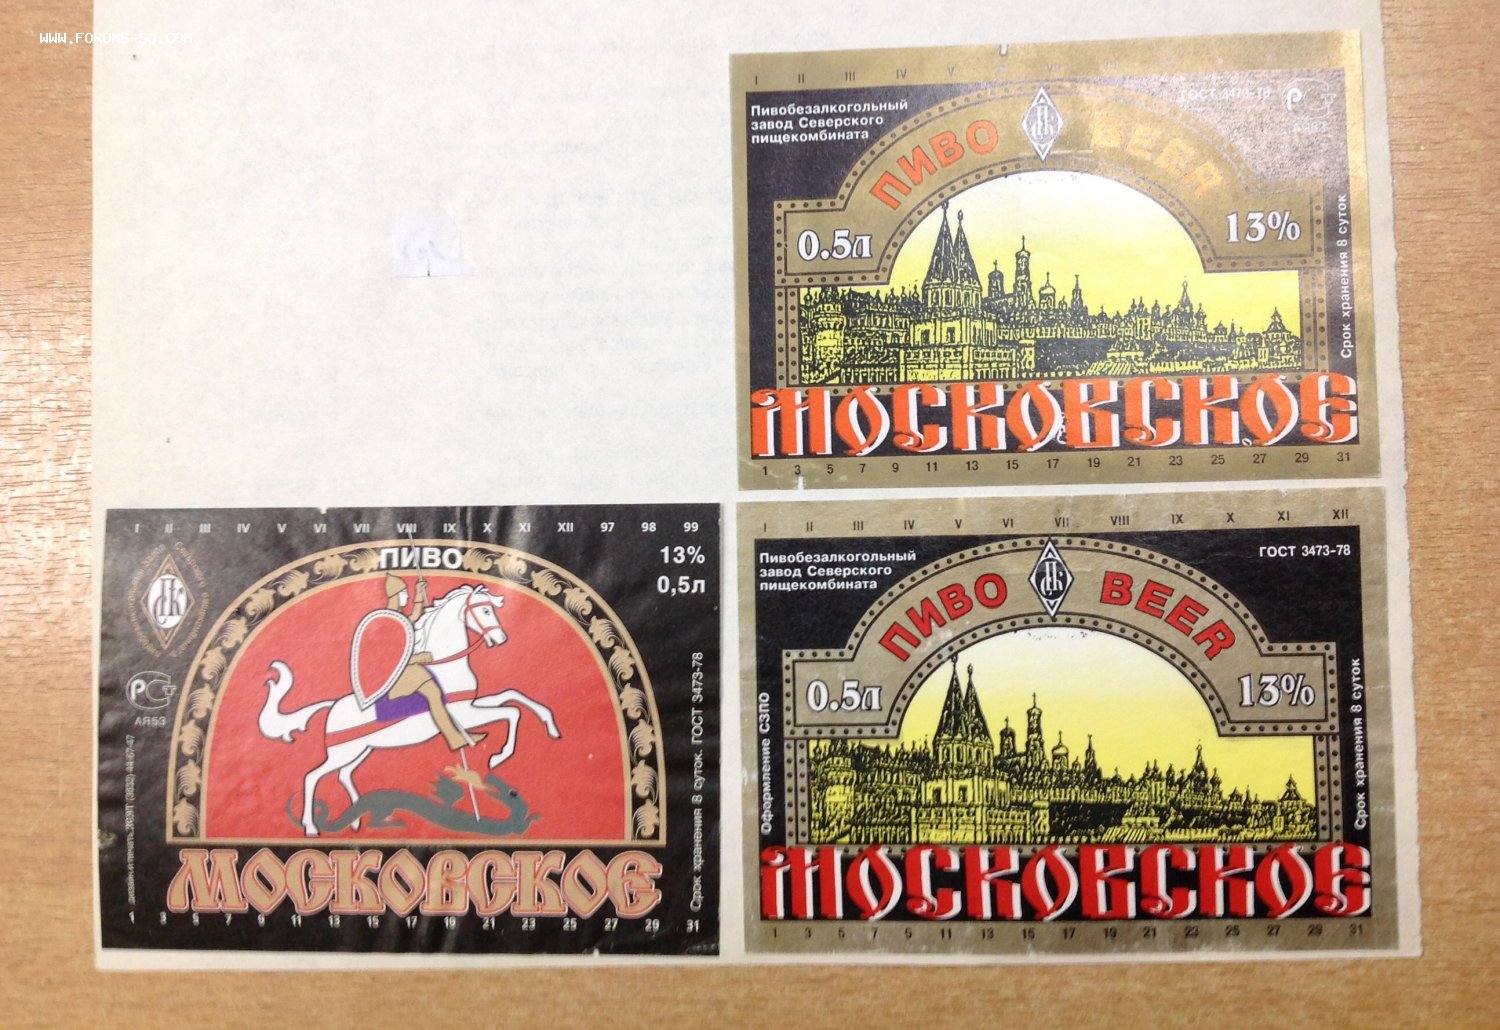 WWW.FORUMS-SU.COM
I II III IV V VII
Пивобезалкогольный
завод Северского
пищекомбината
ГОСТ 3473-78
АЯ53
ПИВО ДК BEER
0.5л
13%
Срок хранения 8 суток
МОСКОВСКОЕ
1 3 5 7 9 11 13 15 17 19 21 23 25 27 29 31
I II III IV V VI VII VIII IX X XI XII 97 98 99
ПИВО
13%
0,5л
АЯ53
Срок хранения 8 суток. ГОСТ 3473-78
МОСКОВСКОЕ
1 3 5 7 9 11 13 15 17 19 21 23 25 27 29 31
I II III IV V VI VII VIII IX X XI XII
Пивобезалкогольный
завод Северского
пищекомбината
ГОСТ 3473-78
ПИВО BEER
0.5л
13%
Оформление СЗПО
Срок хранения 8 суток
МОСКОВСКОЕ
1 3 5 7 9 11 13 15 17 19 21 23 25 27 29 31